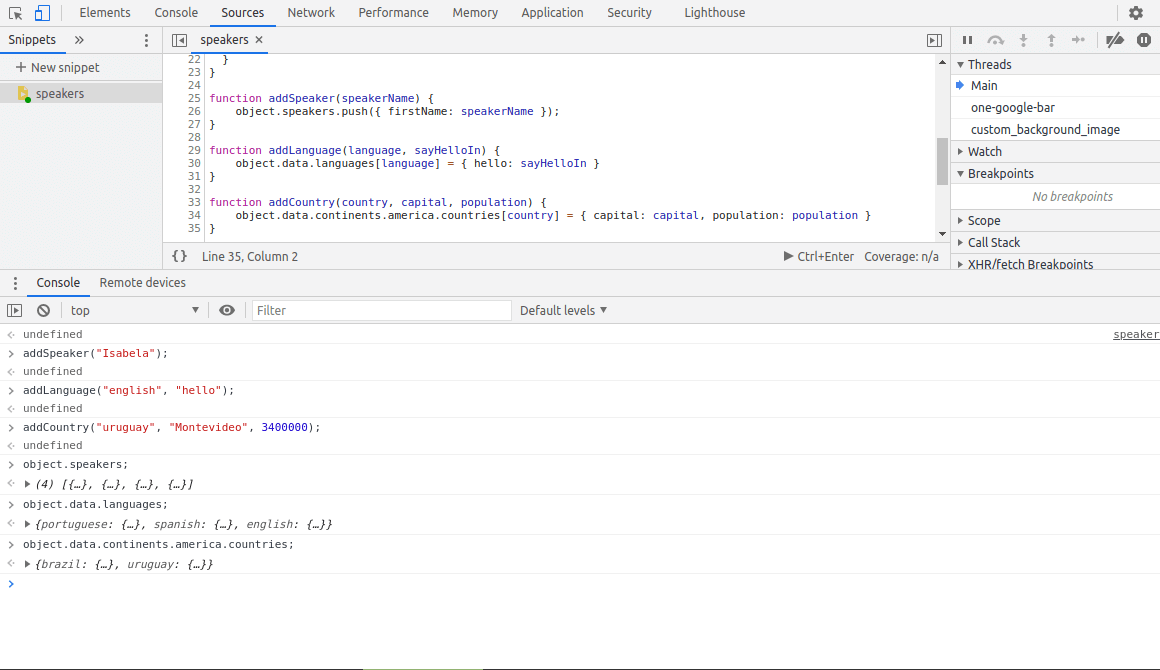 Elements Console Sources Network Performance Memory Application Security Lighthouse
Snippets »
speakers ×
+ New snippet
speakers
22   }
23 }
24
25 function addSpeaker(speakerName) {
26     object.speakers.push({ firstName: speakerName });
27 }
28
29 function addLanguage(language, sayHelloIn) {
30     object.data.languages[language] = { hello: sayHelloIn }
31 }
32
33 function addCountry(country, capital, population) {
34     object.data.continents.america.countries[country] = { capital: capital, population: population }
35 }
{} Line 35, Column 2 Ctrl+Enter Coverage: n/a
Threads
Main
one-google-bar
custom_background_image
Watch
Breakpoints
No breakpoints
Scope
Call Stack
XHR/fetch Breakpoints
Console Remote devices
top Filter Default levels
undefined speaker
addSpeaker("Isabela");
undefined
addLanguage("english", "hello");
undefined
addCountry("uruguay", "Montevideo", 3400000);
undefined
object.speakers;
(4) [{…}, {…}, {…}, {…}]
object.data.languages;
{portuguese: {…}, spanish: {…}, english: {…}}
object.data.continents.america.countries;
{brazil: {…}, uruguay: {…}}